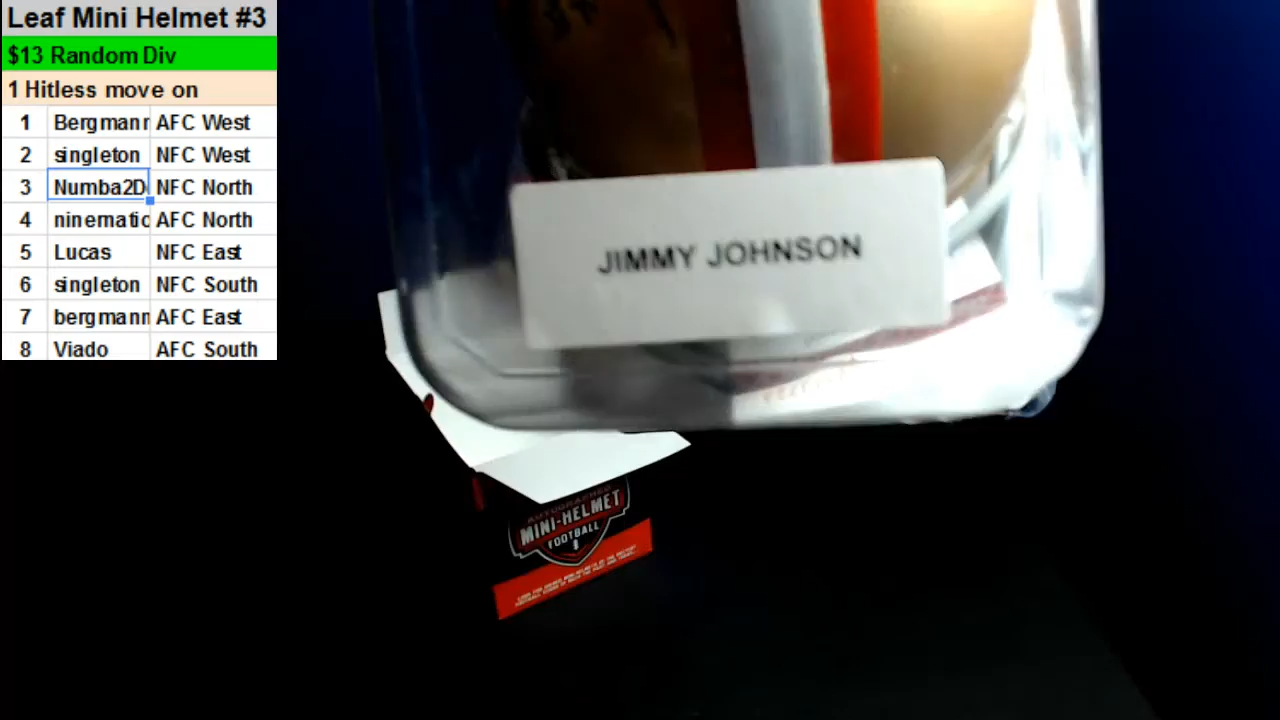 Leaf Mini Helmet #3
$13 Random Div
1 Hitless move on
1 Bergmann AFC West
2 singleton NFC West
3 Numba2D NFC North
4 ninernatic AFC North
5 Lucas NFC East
6 singleton NFC South
7 bergmann AFC East
8 Viado AFC South
JIMMY JOHNSON
AUTOGRAPHED
MINI-HELMET
FOOTBALL